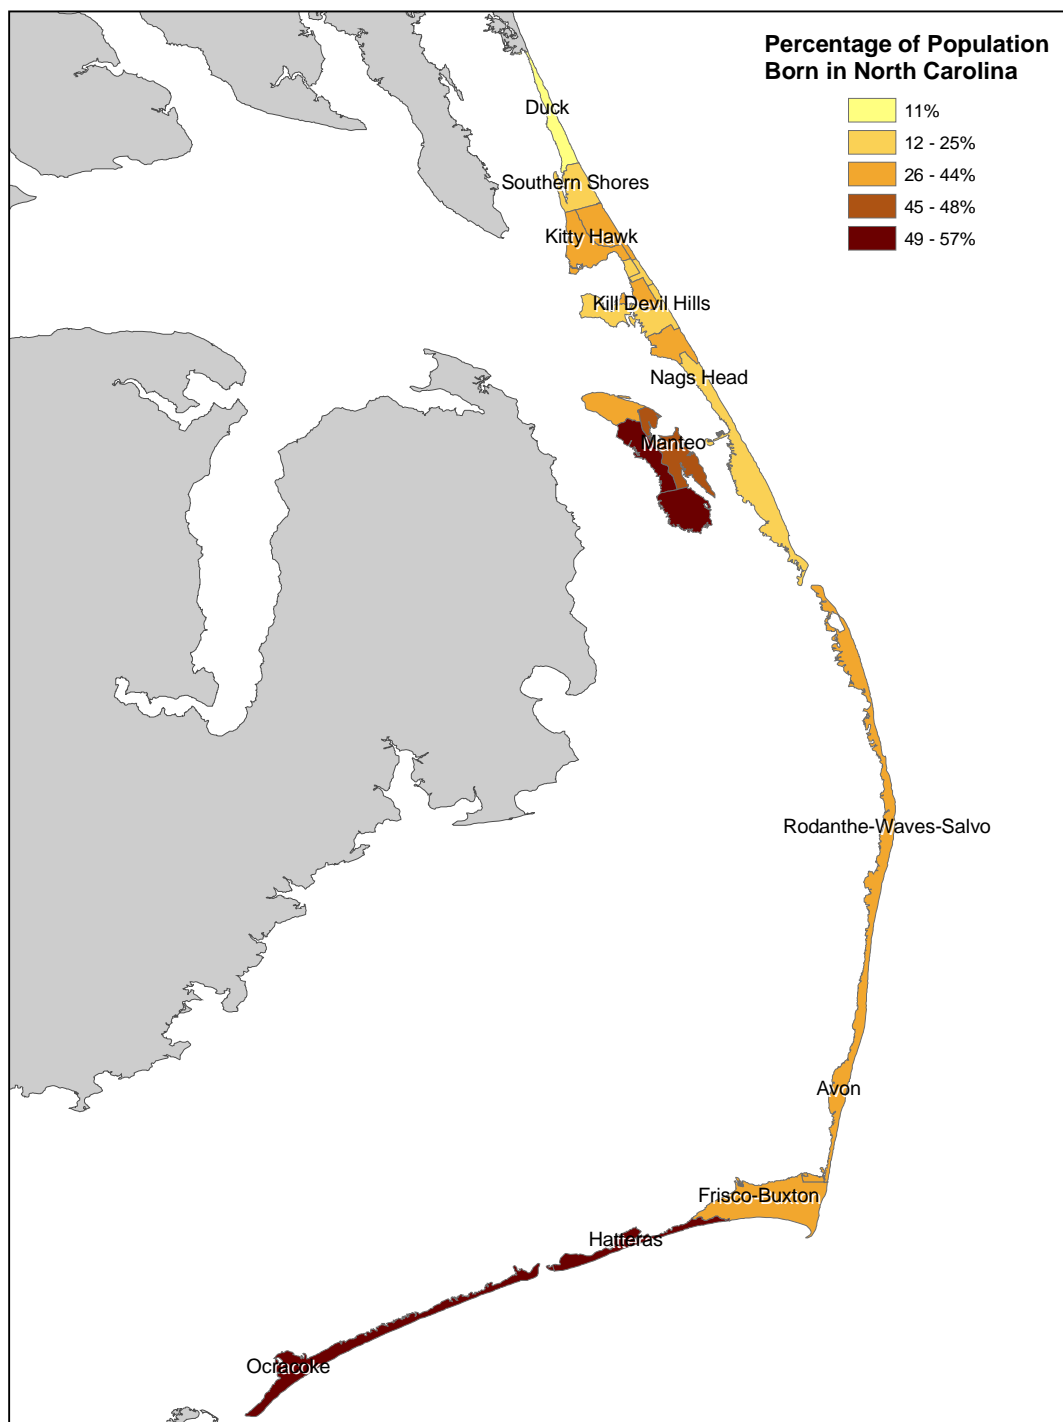 Percentage of Population
Born in North Carolina
11%
12 - 25%
26 - 44%
45 - 48%
49 - 57%
Duck
Southern Shores
Kitty Hawk
Kill Devil Hills
Nags Head
Manteo
Rodanthe-Waves-Salvo
Avon
Frisco-Buxton
Hatteras
Ocracoke